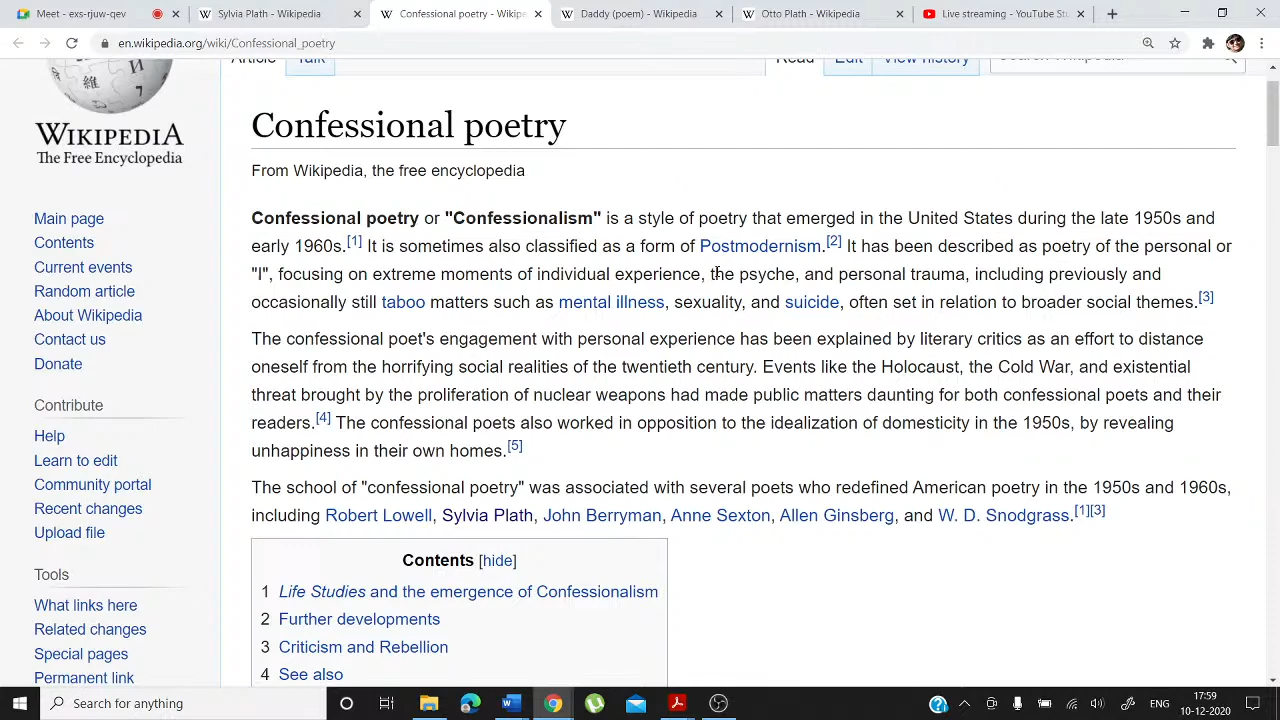 Meet - exs-rjuw-qev
Sylvia Plath - Wikipedia
Confessional poetry - Wikipe
Daddy (poem) - Wikipedia
Otto Plath - Wikipedia
Live streaming - YouTube St
en.wikipedia.org/wiki/Confessional_poetry
Article Talk Read Edit View history Search Wikipedia
WIKIPEDIA
The Free Encyclopedia
Main page
Contents
Current events
Random article
About Wikipedia
Contact us
Donate
Contribute
Help
Learn to edit
Community portal
Recent changes
Upload file
Tools
What links here
Related changes
Special pages
Permanent link
Confessional poetry
From Wikipedia, the free encyclopedia
Confessional poetry or "Confessionalism" is a style of poetry that emerged in the United States during the late 1950s and
early 1960s.[1] It is sometimes also classified as a form of Postmodernism.[2] It has been described as poetry of the personal or
"I", focusing on extreme moments of individual experience, the psyche, and personal trauma, including previously and
occasionally still taboo matters such as mental illness, sexuality, and suicide, often set in relation to broader social themes.[3]
The confessional poet's engagement with personal experience has been explained by literary critics as an effort to distance
oneself from the horrifying social realities of the twentieth century. Events like the Holocaust, the Cold War, and existential
threat brought by the proliferation of nuclear weapons had made public matters daunting for both confessional poets and their
readers.[4] The confessional poets also worked in opposition to the idealization of domesticity in the 1950s, by revealing
unhappiness in their own homes.[5]
The school of "confessional poetry" was associated with several poets who redefined American poetry in the 1950s and 1960s,
including Robert Lowell, Sylvia Plath, John Berryman, Anne Sexton, Allen Ginsberg, and W. D. Snodgrass.[1][3]
Contents [hide]
1 Life Studies and the emergence of Confessionalism
2 Further developments
3 Criticism and Rebellion
4 See also
Search for anything
ENG
17:59
10-12-2020